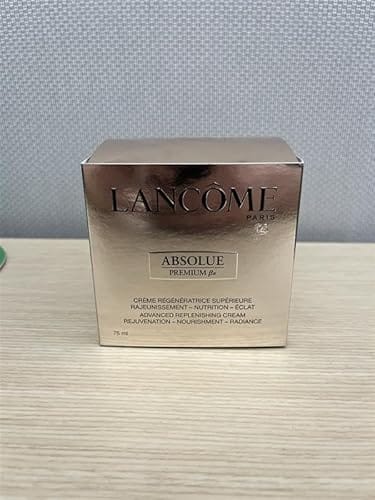 LANCÔME
PARIS
ABSOLUE
PREMIUM βx
CRÈME RÉGÉNÉRATRICE SUPÉRIEURE
RAJEUNISSEMENT – NUTRITION – ÉCLAT
ADVANCED REPLENISHING CREAM
REJUVENATION – NOURISHMENT – RADIANCE
75 ml